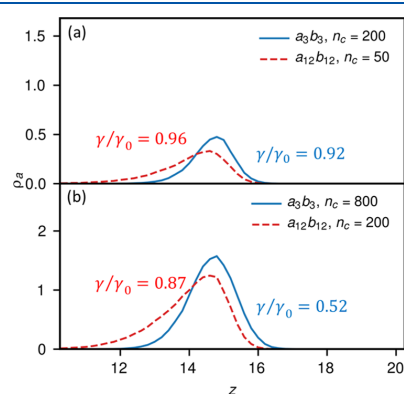 (a)
a3b3, nc = 200
a12b12, nc = 50
1.5
1.0
0.5
0.0
γ/γ0 = 0.96
γ/γ0 = 0.92
ρa
(b)
a3b3, nc = 800
a12b12, nc = 200
2
1
0
γ/γ0 = 0.87
γ/γ0 = 0.52
12 14 16 18 20
z